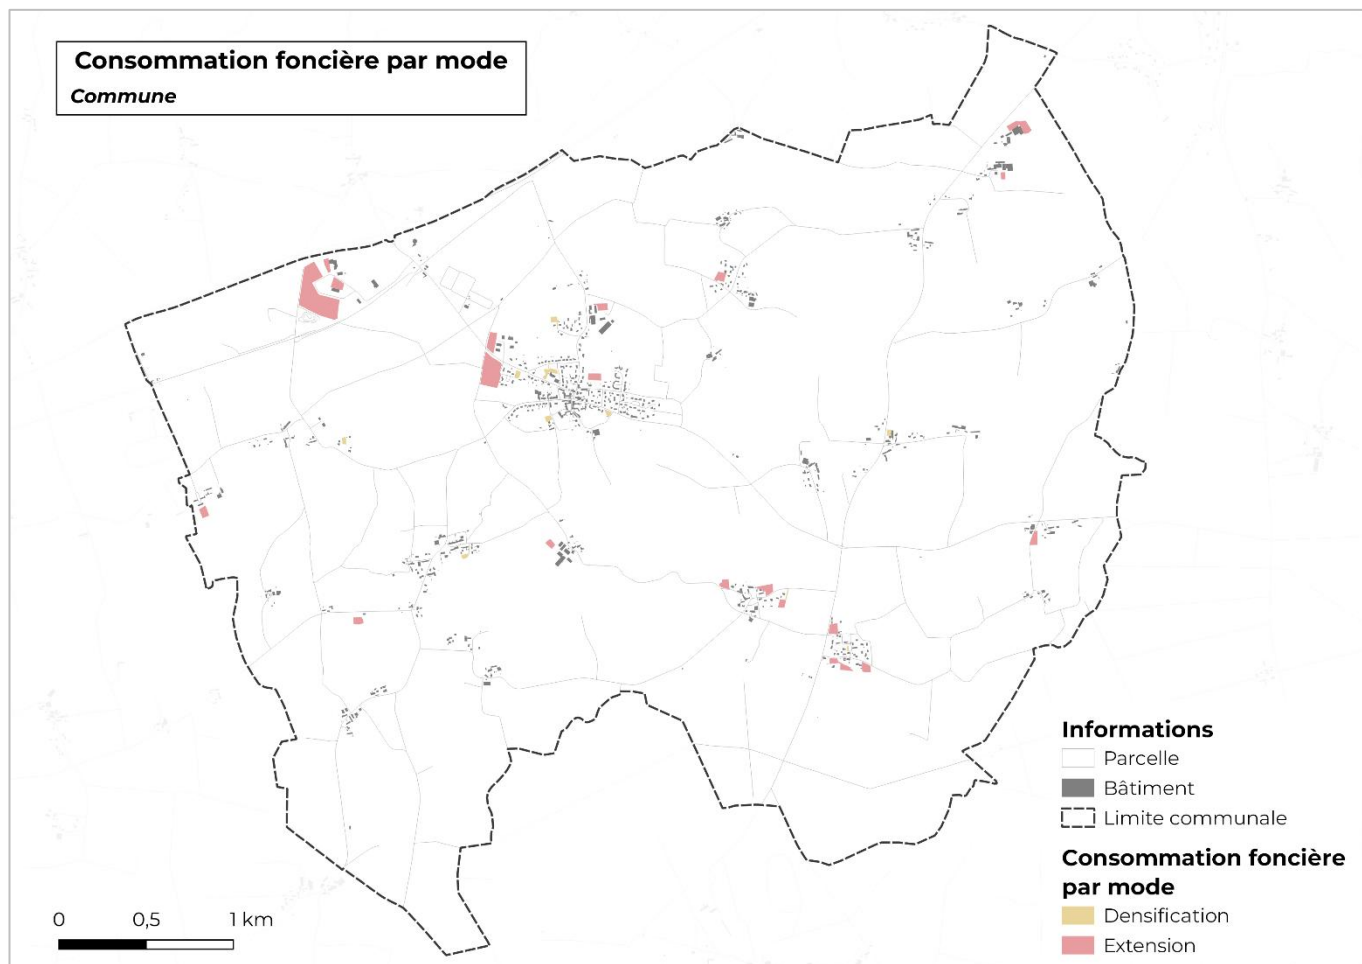 Consommation foncière par mode
Commune
Informations
Parcelle
Bâtiment
Limite communale
Consommation foncière
par mode
Densification
Extension
0 0,5 1 km